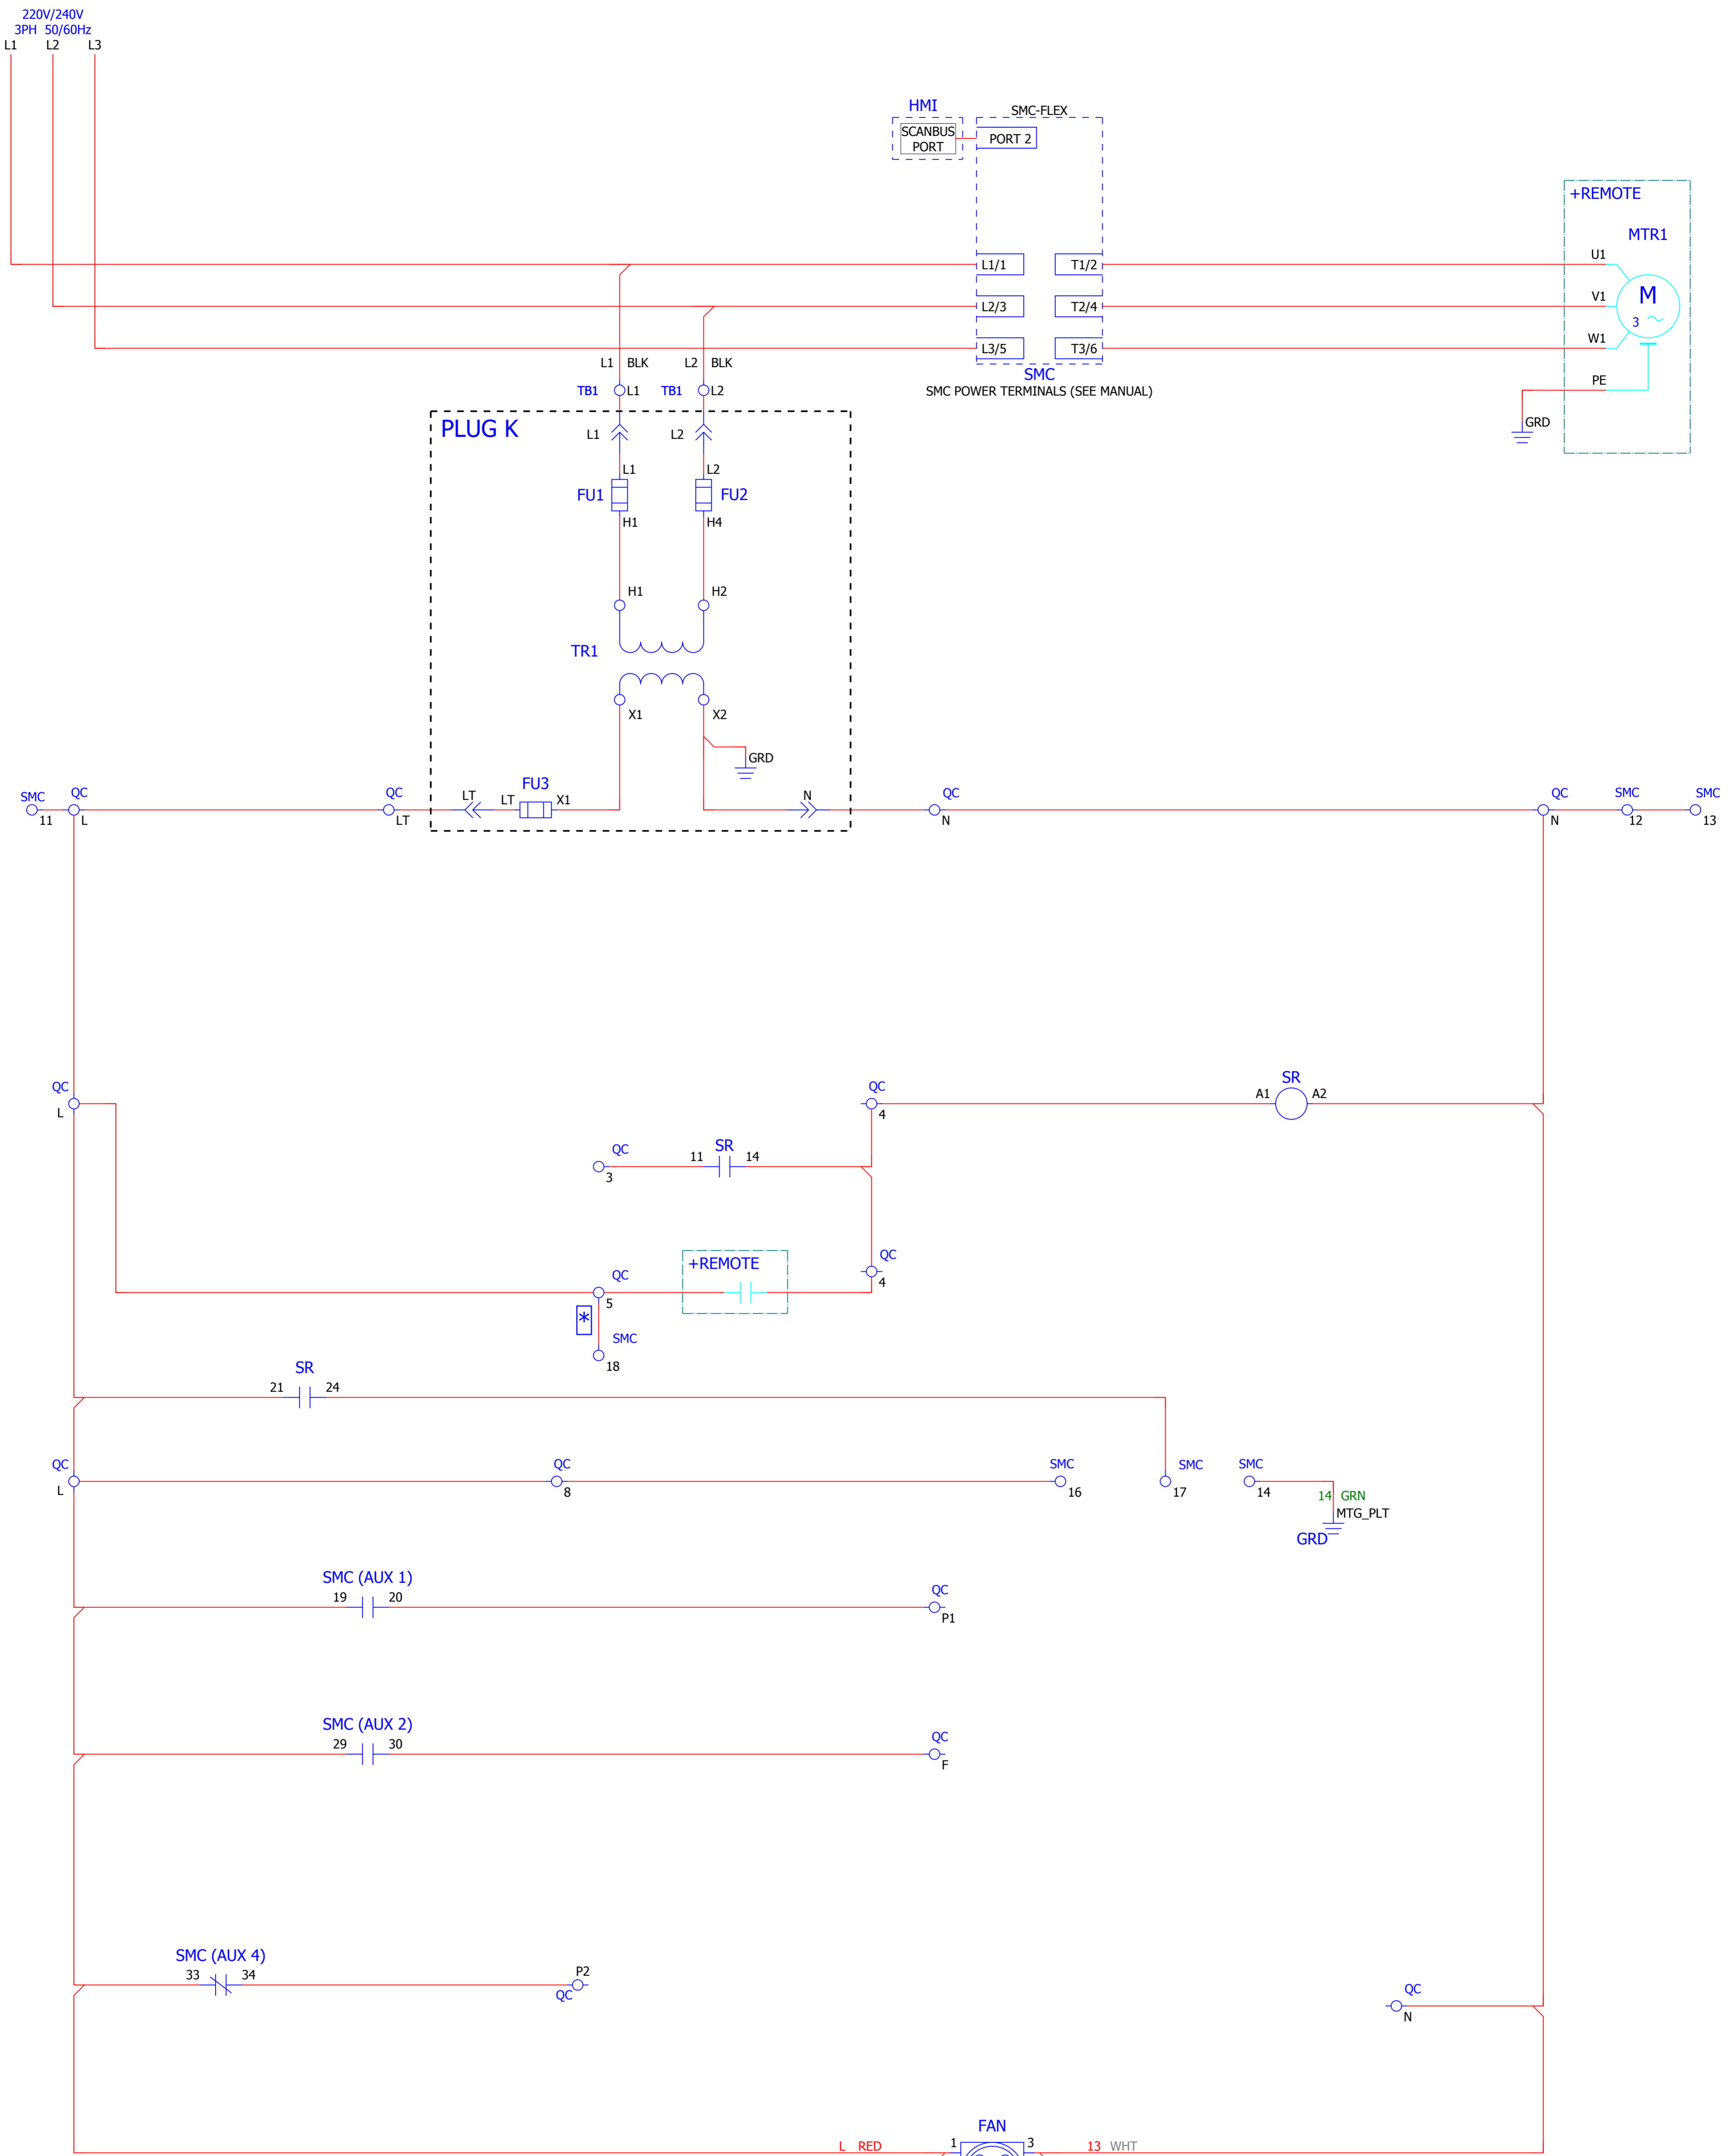 220V/240V
3PH 50/60Hz
L1 L2 L3
HMI
SMC-FLEX
SCANBUS
PORT
PORT 2
+REMOTE
MTR1
L1/1 T1/2 U1
L2/3 T2/4 V1 M
3
L3/5 T3/6 W1
L1 BLK L2 BLK
SMC
SMC POWER TERMINALS (SEE MANUAL)
PE
TB1 L1 TB1 L2
GRD
PLUG K
L1 L2
L1 L2
FU1 FU2
H1 H4
H1 H2
TR1
X1 X2
GRD
FU3
SMC QC QC LT LT X1 N QC QC SMC SMC
11 L LT N N 12 13
QC QC SR
L 4 A1 A2
QC 11 SR 14
3
+REMOTE QC
4
QC
5
*
SMC
18
SR
21 24
QC QC SMC SMC SMC
L 8 16 17 14
14 GRN
MTG_PLT
GRD
SMC (AUX 1)
19 20 QC
P1
SMC (AUX 2)
29 30 QC
F
SMC (AUX 4)
33 34 P2
QC
QC
N
FAN
L RED 1 3 13 WHT